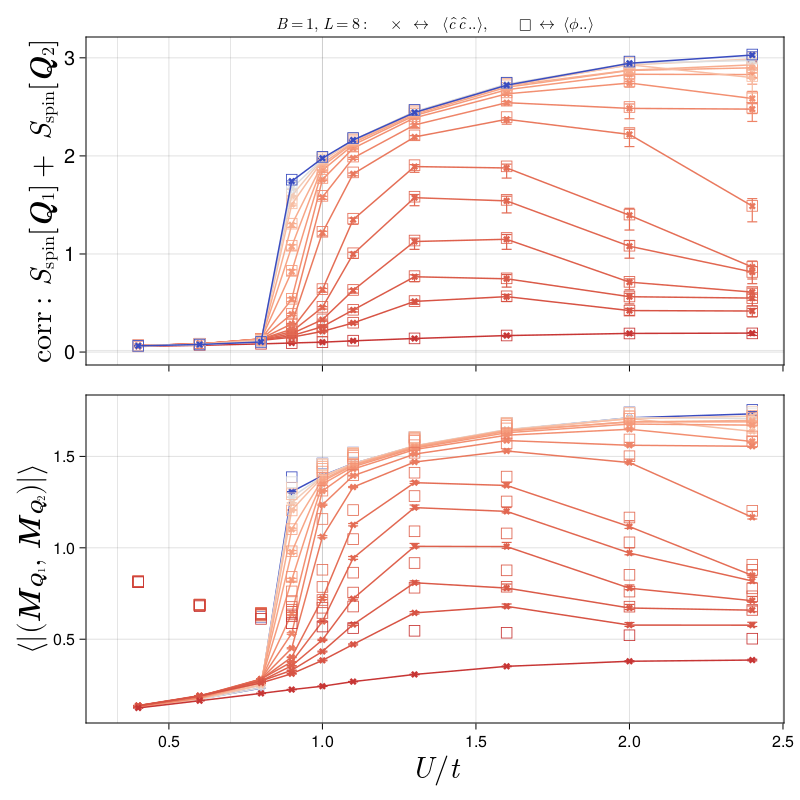 B = 1, L = 8 : × ↔ ⟨ĉ ĉ ..⟩, □ ↔ ⟨ϕ..⟩
corr : S_spin[Q_1] + S_spin[Q_2]
3
2
1
0
⟨|(M_{Q_1}, M_{Q_2})|⟩
1.5
1.0
0.5
0.5 1.0 1.5 2.0 2.5
U/t